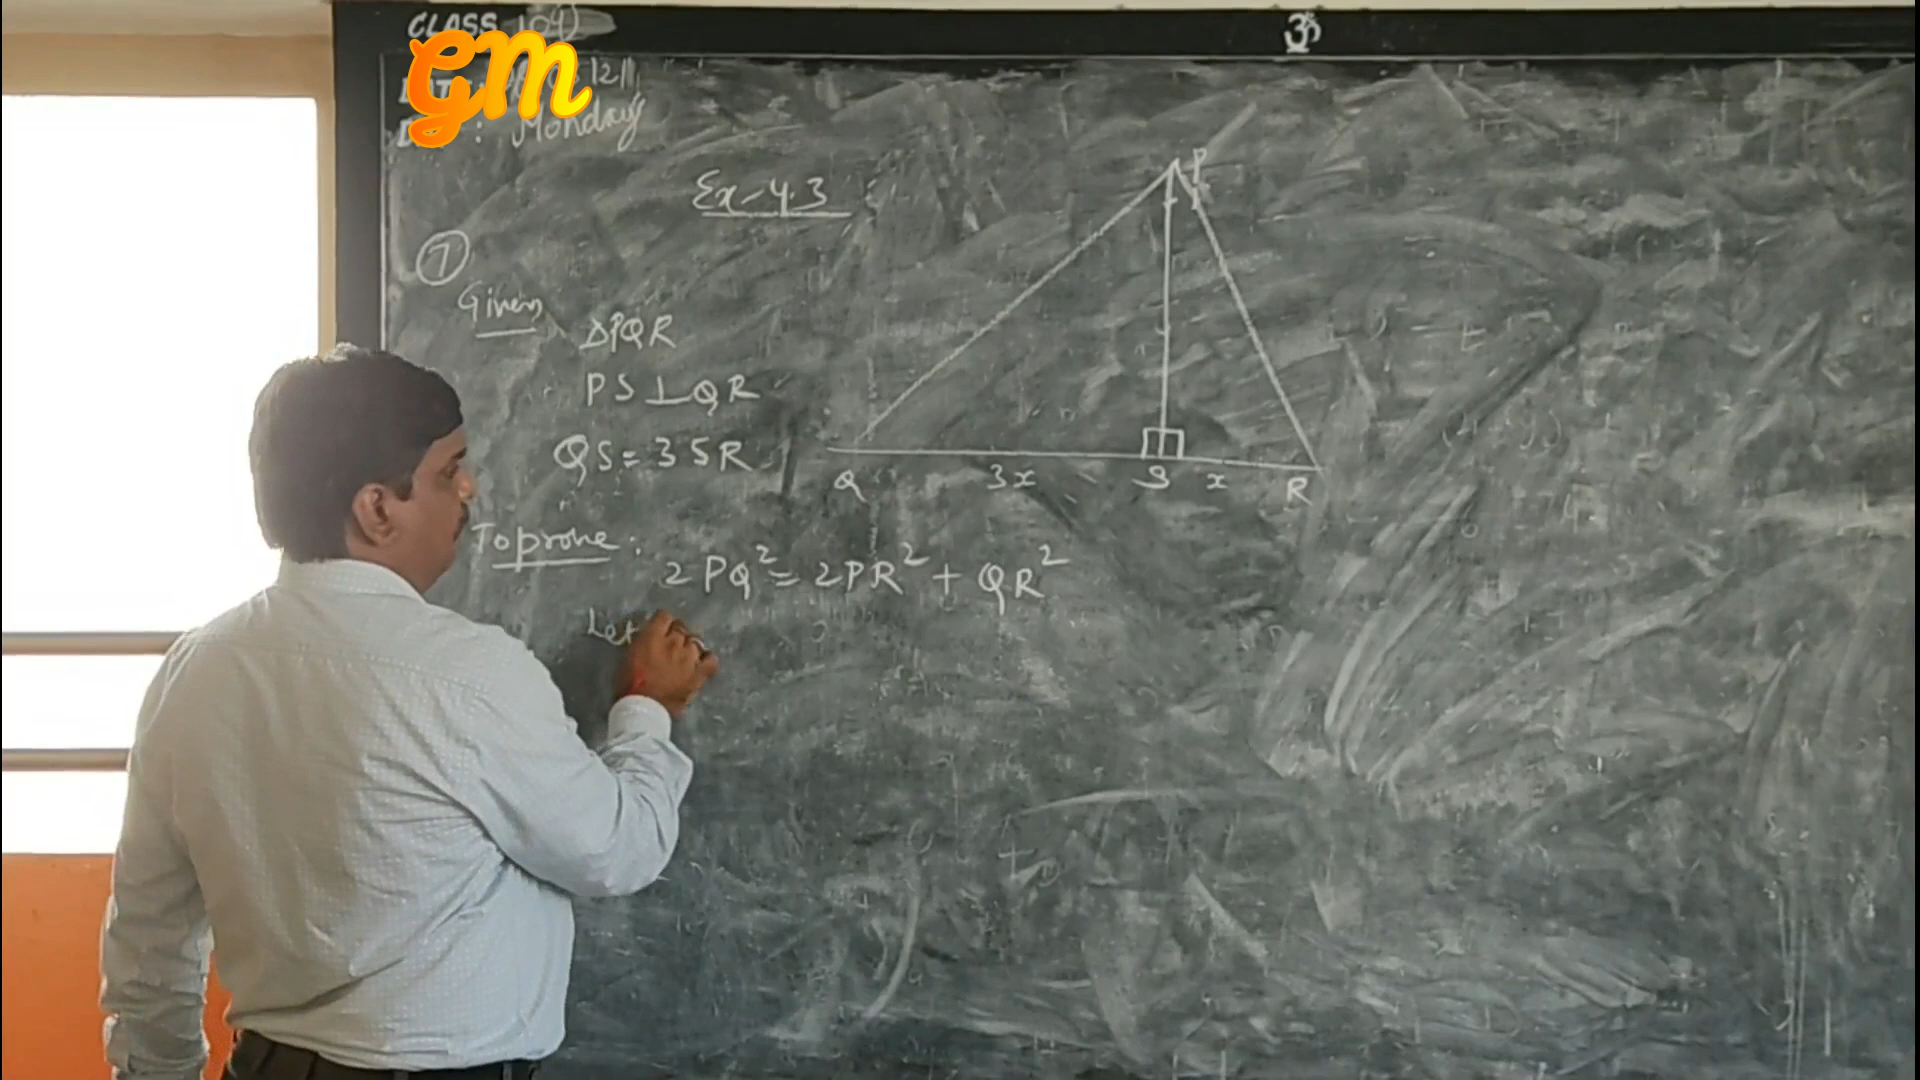 CLASS 10
ॐ
GM
: Monday
Ex-4.3
P
7
Given
ΔPQR
PS⊥QR
QS=3SR
Q 3x S x R
To prove :
2PQ²=2PR²+QR²
Let